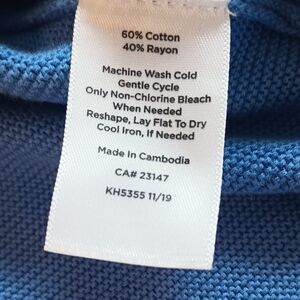 60% Cotton
40% Rayon
Machine Wash Cold
Gentle Cycle
Only Non-Chlorine Bleach
When Needed
Reshape, Lay Flat To Dry
Cool Iron, If Needed
Made In Cambodia
CA# 23147
KH5355 11/19